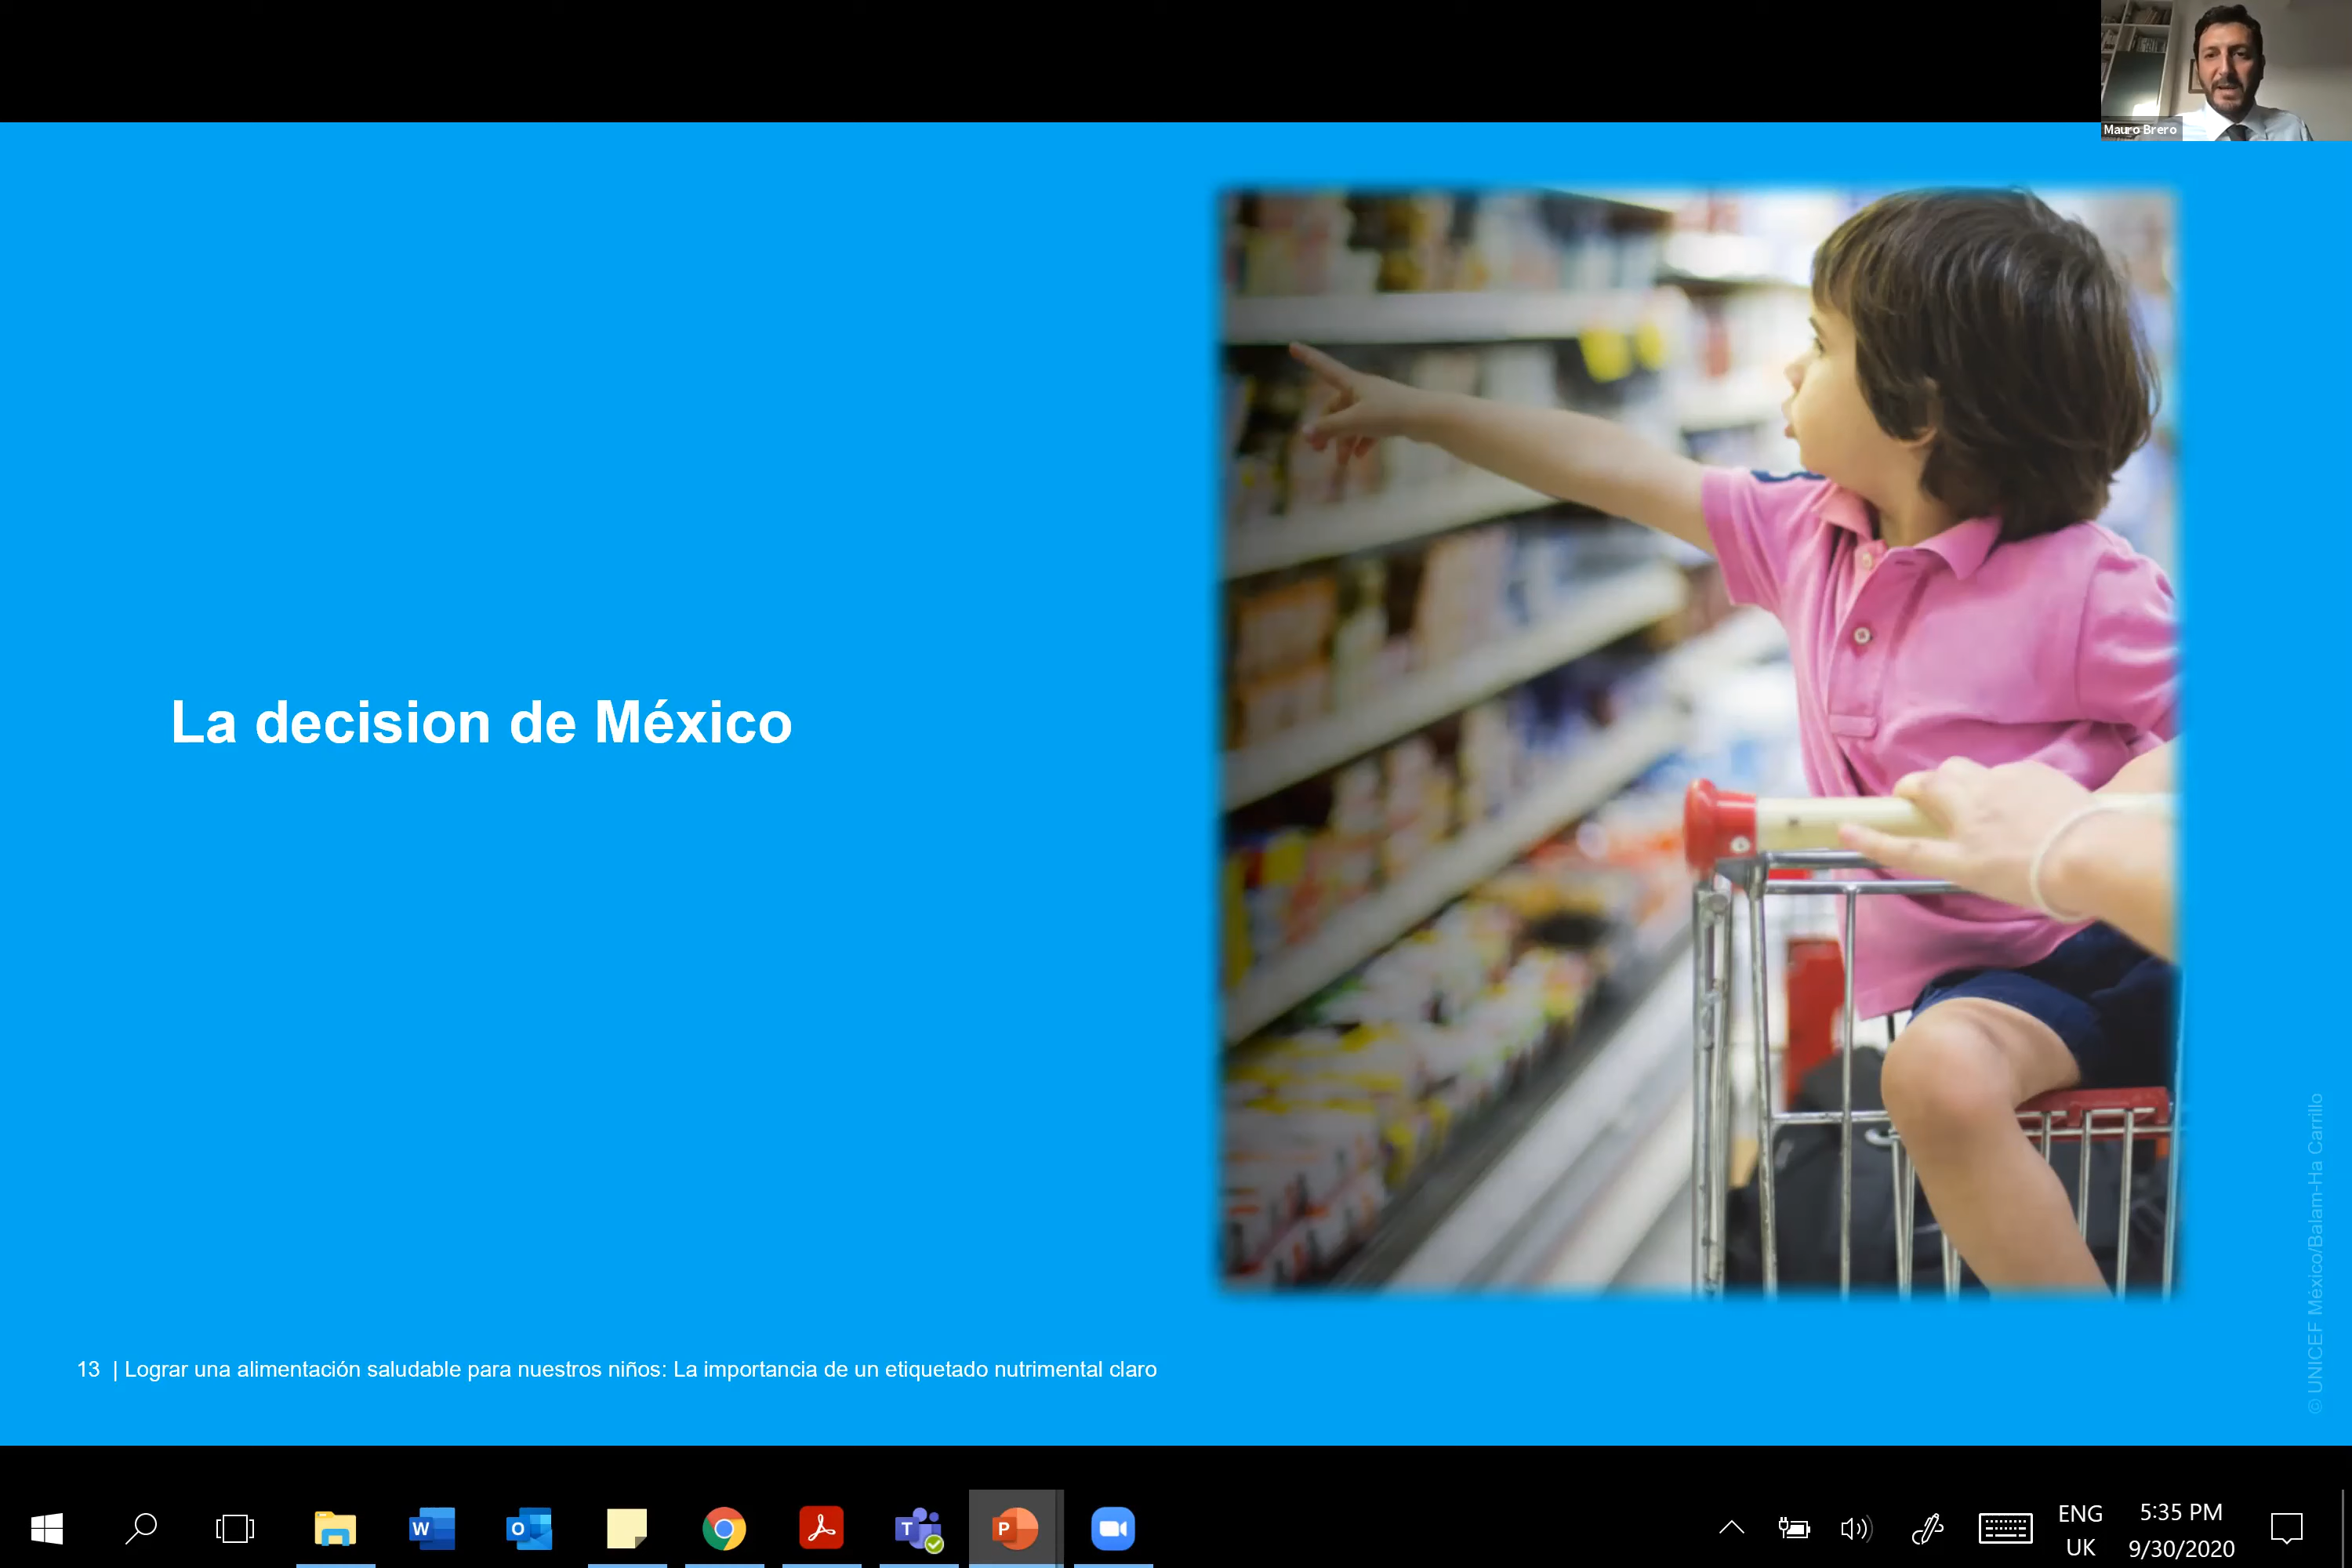 Mauro Brero
La decision de México
© UNICEF México/Balam-Ha Carrillo
13 | Lograr una alimentación saludable para nuestros niños: La importancia de un etiquetado nutrimental claro
W
O
T
P
ENG
UK
5:35 PM
9/30/2020